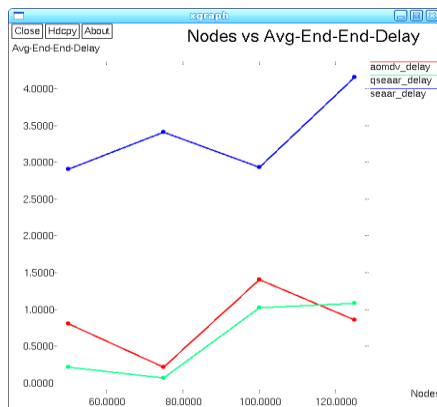 xgraph
Close Hdcpy About
Nodes vs Avg-End-End-Delay
Avg-End-End-Delay
aomdv_delay
qseaar_delay
seaar_delay
4.0000
3.5000
3.0000
2.5000
2.0000
1.5000
1.0000
0.5000
0.0000
60.0000 80.0000 100.0000 120.0000
Nodes